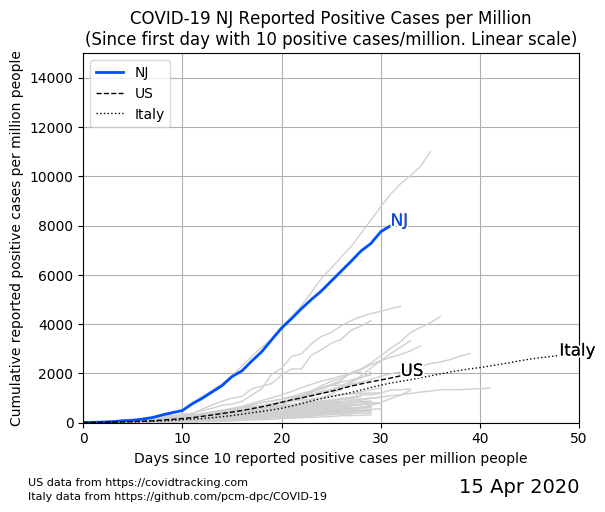 COVID-19 NJ Reported Positive Cases per Million
(Since first day with 10 positive cases/million. Linear scale)
Cumulative reported positive cases per million people
14000
12000
10000
8000
6000
4000
2000
0
NJ
US
Italy
NJ
Italy
US
0 10 20 30 40 50
Days since 10 reported positive cases per million people
US data from https://covidtracking.com
Italy data from https://github.com/pcm-dpc/COVID-19
15 Apr 2020